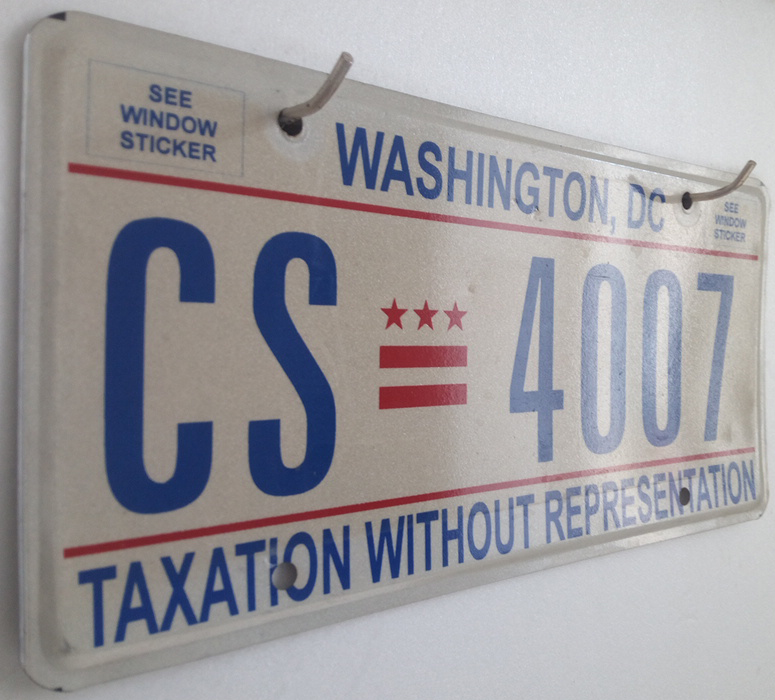 SEE
WINDOW
STICKER
WASHINGTON, DC
SEE
WINDOW
STICKER
CS 4007
TAXATION WITHOUT REPRESENTATION